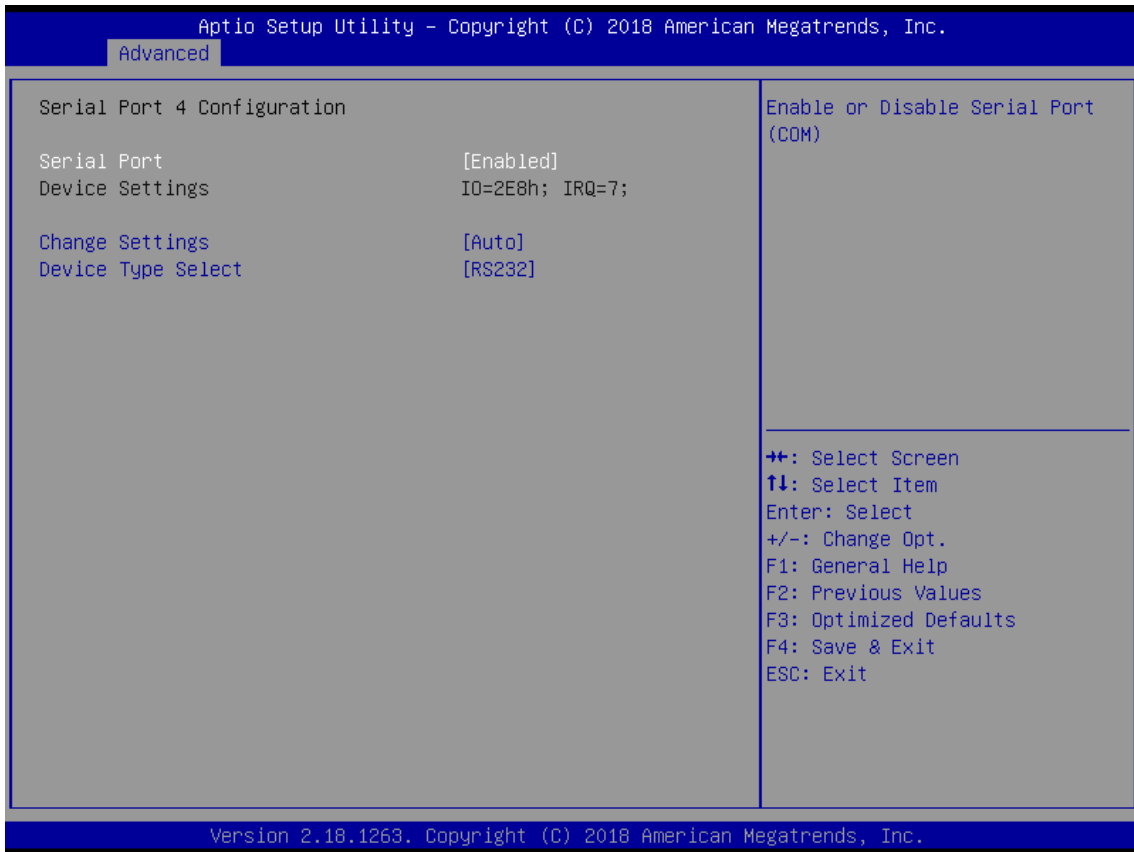 Aptio Setup Utility – Copyright (C) 2018 American Megatrends, Inc.
Advanced
Serial Port 4 Configuration
Serial Port [Enabled]
Device Settings IO=2E8h; IRQ=7;
Change Settings [Auto]
Device Type Select [RS232]
Enable or Disable Serial Port
(COM)
→←: Select Screen
↑↓: Select Item
Enter: Select
+/-: Change Opt.
F1: General Help
F2: Previous Values
F3: Optimized Defaults
F4: Save & Exit
ESC: Exit
Version 2.18.1263. Copyright (C) 2018 American Megatrends, Inc.